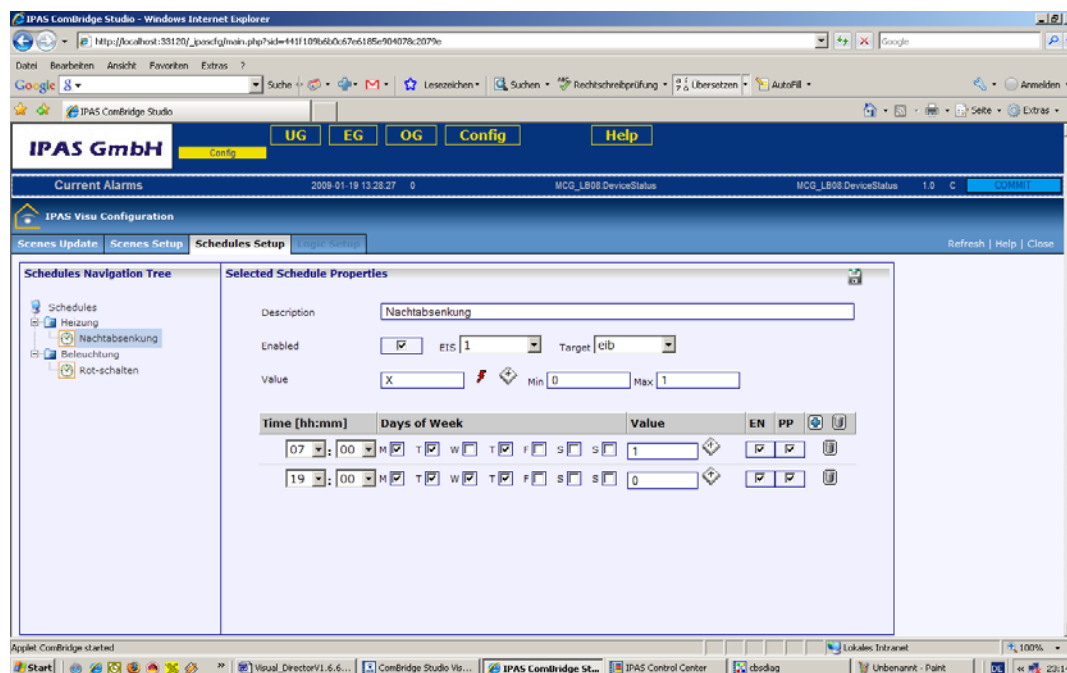 IPAS ComBridge Studio - Windows Internet Explorer
http://localhost:33120/_ipascfg/main.php?sid=441f109b6b0c67e6185e904078c2079e
Google
Datei Bearbeiten Ansicht Favoriten Extras ?
Google Suche Lesezeichen Suchen Rechtschreibprüfung Übersetzen AutoFill Anmelden
IPAS ComBridge Studio Seite Extras
IPAS GmbH
Config
UG EG OG Config Help
Current Alarms 2009-01-19 13:28.27 0 MCG_LB08.DeviceStatus MCG_LB08.DeviceStatus 1.0 C COMMIT
IPAS Visu Configuration
Scenes Update Scenes Setup Schedules Setup Logic Setup Refresh | Help | Close
Schedules Navigation Tree
Schedules
Heizung
Nachtabsenkung
Beleuchtung
Rot-schalten
Selected Schedule Properties
Description Nachtabsenkung
Enabled EIS 1 Target eib
Value X Min 0 Max 1
Time [hh:mm] Days of Week Value EN PP
07 : 00 M T W T F S S 1
19 : 00 M T W T F S S 0
Applet ComBridge started Lokales Intranet 100%
Start » Visual_DirectorV1.6.6... ComBridge Studio Vis... IPAS ComBridge St... IPAS Control Center cbsdiag Unbenannt - Paint DE «